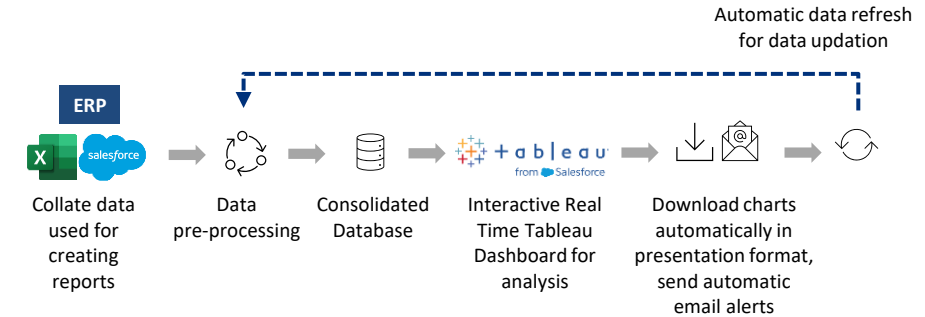 Automatic data refresh
for data updation
ERP
X
salesforce
+ a b | e a u
from Salesforce
@
Collate data
used for
creating
reports
Data
pre-processing
Consolidated
Database
Interactive Real
Time Tableau
Dashboard for
analysis
Download charts
automatically in
presentation format,
send automatic
email alerts